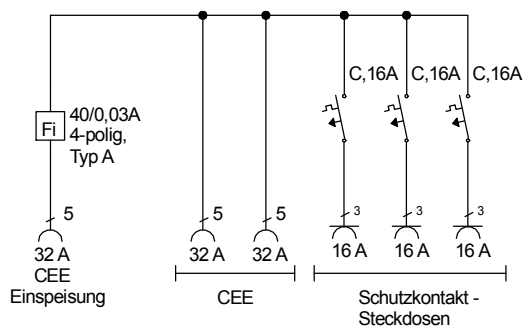 C,16A C,16A C,16A
Fi
40/0,03A
4-polig,
Typ A
5 5 5 3 3 3
32 A 32 A 32 A 16 A 16 A 16 A
CEE
Einspeisung
CEE
Schutzkontakt -
Steckdosen